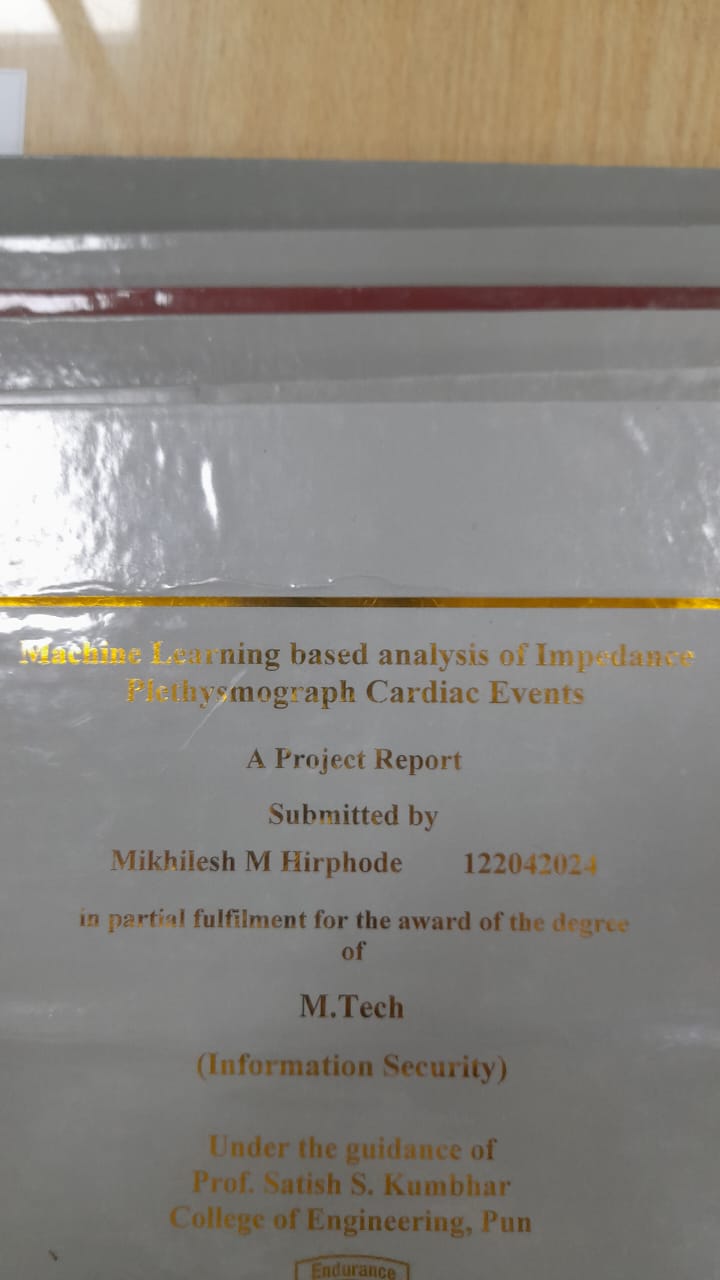 Machine Learning based analysis of Impedance
Plethysmograph Cardiac Events
A Project Report
Submitted by
Mikhilesh M Hirphode 122042024
in partial fulfilment for the award of the degree
of
M.Tech
(Information Security)
Under the guidance of
Prof. Satish S. Kumbhar
College of Engineering, Pun
Endurance